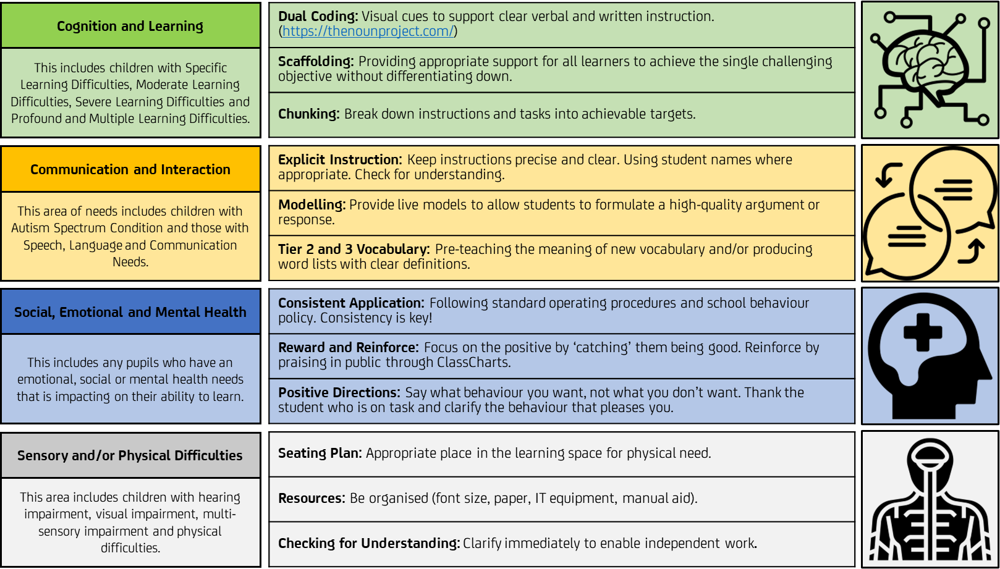 Cognition and Learning
This includes children with Specific
Learning Difficulties, Moderate Learning
Difficulties, Severe Learning Difficulties and
Profound and Multiple Learning Difficulties.
Dual Coding: Visual cues to support clear verbal and written instruction.
(https://thenounproject.com/)
Scaffolding: Providing appropriate support for all learners to achieve the single challenging
objective without differentiating down.
Chunking: Break down instructions and tasks into achievable targets.
Communication and Interaction
This area of needs includes children with
Autism Spectrum Condition and those with
Speech, Language and Communication
Needs.
Explicit Instruction: Keep instructions precise and clear. Using student names where
appropriate. Check for understanding.
Modelling: Provide live models to allow students to formulate a high-quality argument or
response.
Tier 2 and 3 Vocabulary: Pre-teaching the meaning of new vocabulary and/or producing
word lists with clear definitions.
Social, Emotional and Mental Health
This includes any pupils who have an
emotional, social or mental health needs
that is impacting on their ability to learn.
Consistent Application: Following standard operating procedures and school behaviour
policy. Consistency is key!
Reward and Reinforce: Focus on the positive by ‘catching’ them being good. Reinforce by
praising in public through ClassCharts.
Positive Directions: Say what behaviour you want, not what you don’t want. Thank the
student who is on task and clarify the behaviour that pleases you.
Sensory and/or Physical Difficulties
This area includes children with hearing
impairment, visual impairment, multi-
sensory impairment and physical
difficulties.
Seating Plan: Appropriate place in the learning space for physical need.
Resources: Be organised (font size, paper, IT equipment, manual aid).
Checking for Understanding: Clarify immediately to enable independent work.